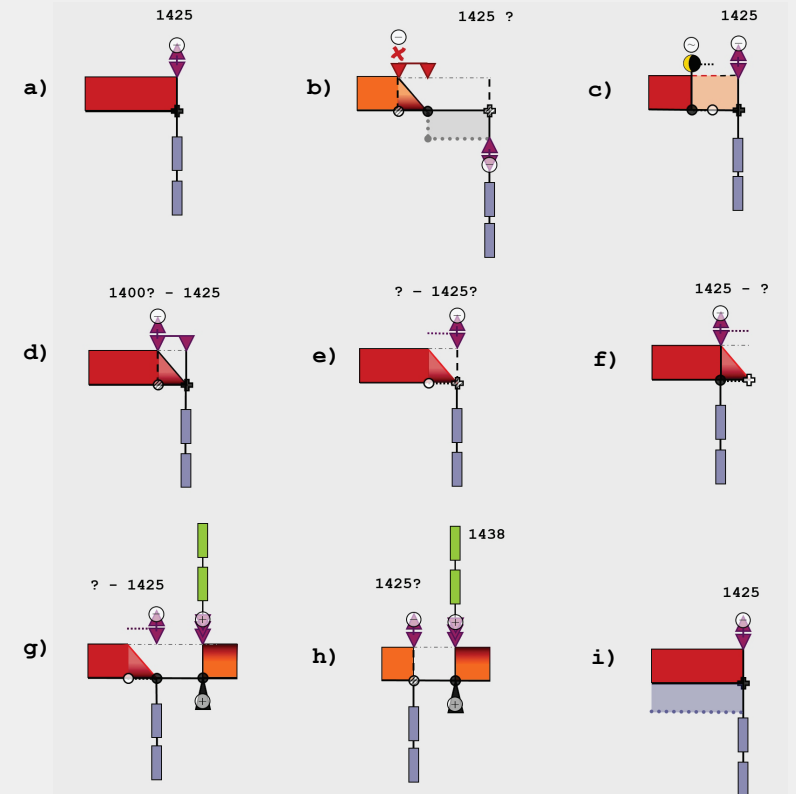 1425
1425 ?
1425
a)
b)
c)
1400? - 1425
? - 1425?
1425 - ?
d)
e)
f)
1438
? - 1425
1425?
1425
g)
h)
i)